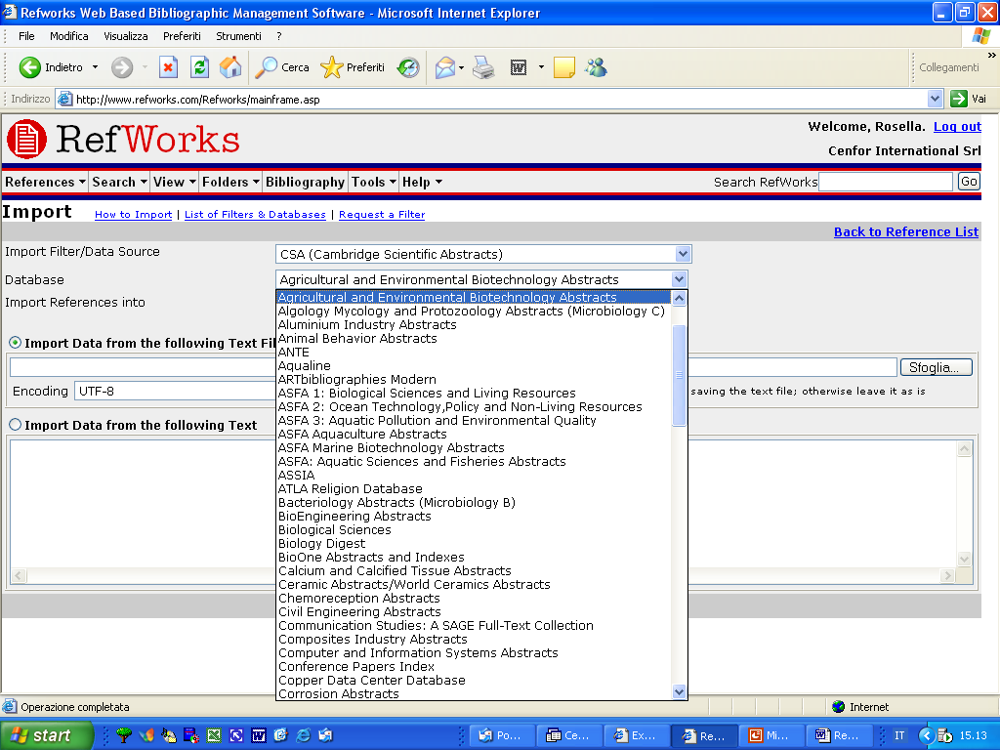 Refworks Web Based Bibliographic Management Software - Microsoft Internet Explorer
File Modifica Visualizza Preferiti Strumenti ?
Indietro Cerca Preferiti Collegamenti »
Indirizzo http://www.refworks.com/Refworks/mainframe.asp Vai
RefWorks
Welcome, Rosella. Log out
Cenfor International Srl
References Search View Folders Bibliography Tools Help Search RefWorks Go
Import How to Import | List of Filters & Databases | Request a Filter
Back to Reference List
Import Filter/Data Source CSA (Cambridge Scientific Abstracts)
Database Agricultural and Environmental Biotechnology Abstracts
Import References into
Import Data from the following Text Fil
Sfoglia...
Encoding UTF-8 saving the text file; otherwise leave it as is
Import Data from the following Text
Agricultural and Environmental Biotechnology Abstracts
Algology Mycology and Protozoology Abstracts (Microbiology C)
Aluminium Industry Abstracts
Animal Behavior Abstracts
ANTE
Aqualine
ARTbibliographies Modern
ASFA 1: Biological Sciences and Living Resources
ASFA 2: Ocean Technology,Policy and Non-Living Resources
ASFA 3: Aquatic Pollution and Environmental Quality
ASFA Aquaculture Abstracts
ASFA Marine Biotechnology Abstracts
ASFA: Aquatic Sciences and Fisheries Abstracts
ASSIA
ATLA Religion Database
Bacteriology Abstracts (Microbiology B)
BioEngineering Abstracts
Biological Sciences
Biology Digest
BioOne Abstracts and Indexes
Calcium and Calcified Tissue Abstracts
Ceramic Abstracts/World Ceramics Abstracts
Chemoreception Abstracts
Civil Engineering Abstracts
Communication Studies: A SAGE Full-Text Collection
Composites Industry Abstracts
Computer and Information Systems Abstracts
Conference Papers Index
Copper Data Center Database
Corrosion Abstracts
Operazione completata Internet
start Po... Ce... Ex... Re... Mi... Re... IT 15.13